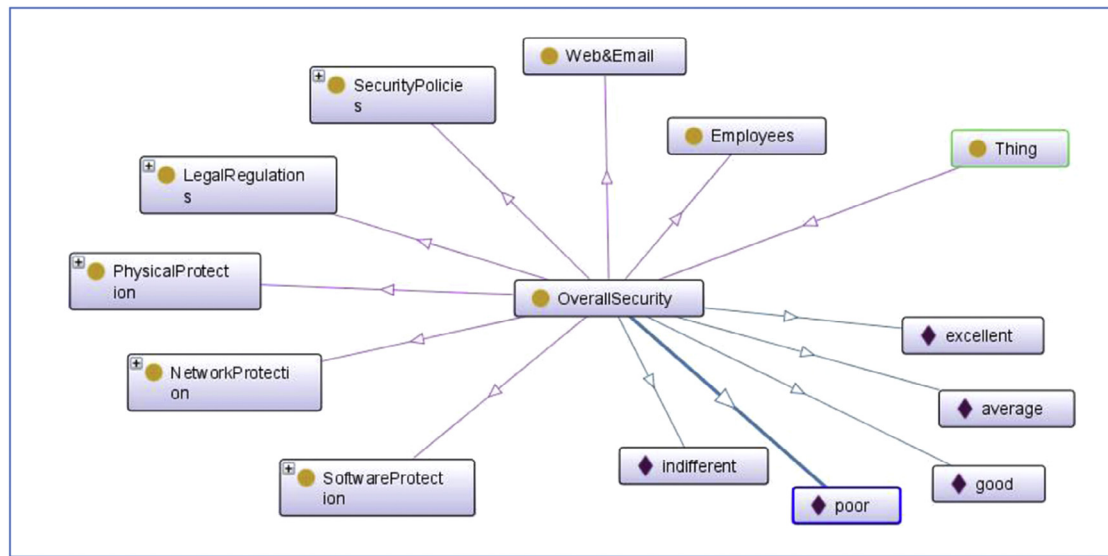 Web&Email
SecurityPolicie
s
Employees
Thing
LegalRegulation
s
PhysicalProtect
ion
OverallSecurity
excellent
NetworkProtecti
on
average
indifferent
SoftwareProtect
ion
good
poor